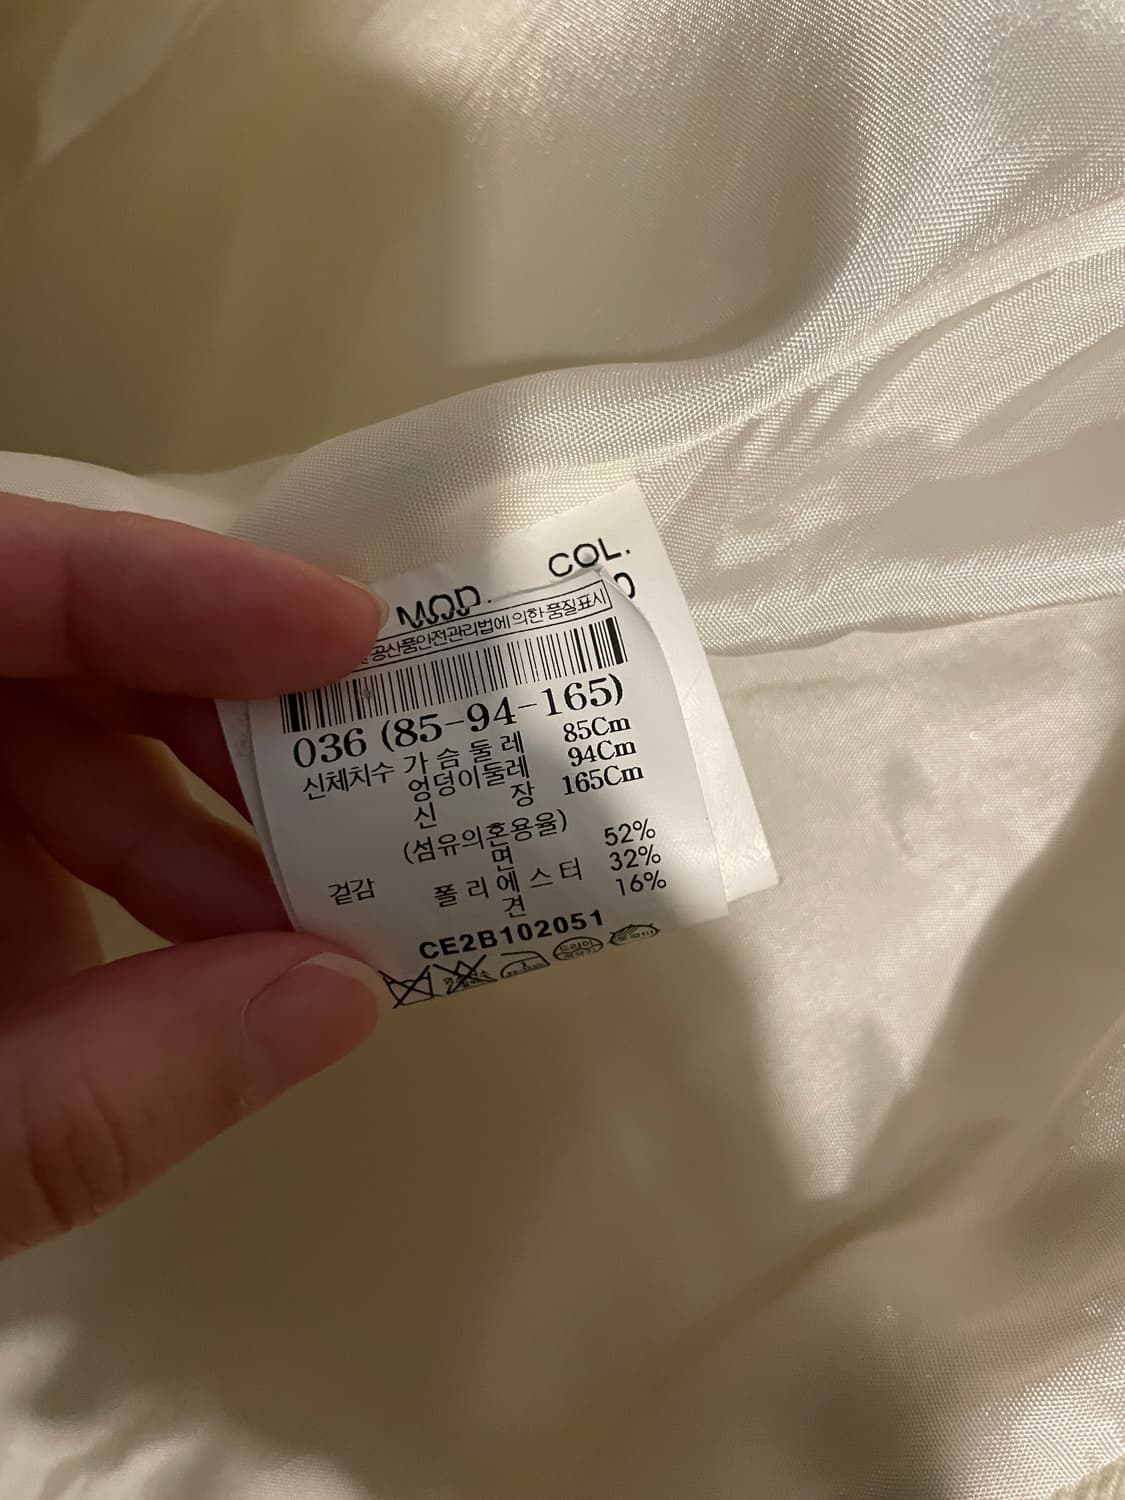 MOD. COL.
공산품안전관리법에 의한 품질표시
036 (85-94-165)
신체치수 가슴둘레 85Cm
엉덩이둘레 94Cm
신장 165Cm
(섬유의혼용율)
겉감 면 52%
폴리에스터 32%
견 16%
CE2B102051
드라이